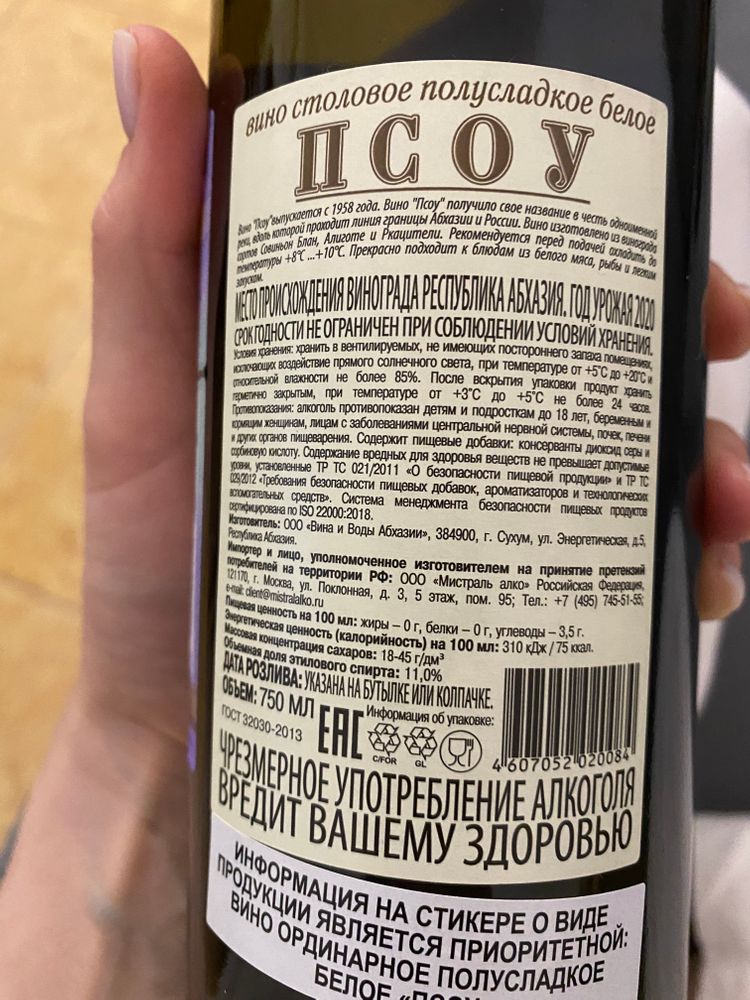 вино столовое полусладкое белое
ПСОУ
Вино "Псоу" выпускается с 1958 года. Вино "Псоу" получило свое название в честь одноименной
реки, вдоль которой проходит линия границы Абхазии и России. Вино изготовлено из винограда
сортов Совиньон Блан, Алиготе и Ркацители. Рекомендуется перед подачей охладить до
температуры +8°С ...+10°С. Прекрасно подходит к блюдам из белого мяса, рыбы и легким
закускам.
МЕСТО ПРОИСХОЖДЕНИЯ ВИНОГРАДА РЕСПУБЛИКА АБХАЗИЯ. ГОД УРОЖАЯ 2020
СРОК ГОДНОСТИ НЕ ОГРАНИЧЕН ПРИ СОБЛЮДЕНИИ УСЛОВИЙ ХРАНЕНИЯ.
Условия хранения: хранить в вентилируемых, не имеющих постороннего запаха помещениях,
исключающих воздействие прямого солнечного света, при температуре от +5°С до +20°С и
относительной влажности не более 85%. После вскрытия упаковки продукт хранить
герметично закрытым, при температуре от +3°С до +5°С не более 24 часов.
Противопоказания: алкоголь противопоказан детям и подросткам до 18 лет, беременным и
кормящим женщинам, лицам с заболеваниями центральной нервной системы, почек, печени
и других органов пищеварения. Содержит пищевые добавки: консерванты диоксид серы и
сорбиновую кислоту. Содержание вредных для здоровья веществ не превышает допустимые
уровни, установленные ТР ТС 021/2011 «О безопасности пищевой продукции» и ТР ТС
029/2012 «Требования безопасности пищевых добавок, ароматизаторов и технологических
вспомогательных средств». Система менеджмента безопасности пищевых продуктов
сертифицирована по ISO 22000:2018.
Изготовитель: ООО «Вина и Воды Абхазии», 384900, г. Сухум, ул. Энергетическая, д.5,
Республика Абхазия.
Импортер и лицо, уполномоченное изготовителем на принятие претензий
потребителей на территории РФ: ООО «Мистраль алко» Российская Федерация,
121170, г. Москва, ул. Поклонная, д. 3, 5 этаж, пом. 95; Тел.: +7 (495) 745-51-55;
e-mail: client@mistralalko.ru
Пищевая ценность на 100 мл: жиры – 0 г, белки – 0 г, углеводы – 3,5 г.
Энергетическая ценность (калорийность) на 100 мл: 310 кДж / 75 ккал.
Массовая концентрация сахаров: 18-45 г/дм³
Объемная доля этилового спирта: 11,0%
ДАТА РОЗЛИВА: УКАЗАНА НА БУТЫЛКЕ ИЛИ КОЛПАЧКЕ.
ОБЪЕМ: 750 МЛ
Информация об упаковке:
ГОСТ 32030-2013
EAC
C/FOR
GL
4 607052 020084
ЧРЕЗМЕРНОЕ УПОТРЕБЛЕНИЕ АЛКОГОЛЯ
ВРЕДИТ ВАШЕМУ ЗДОРОВЬЮ
ИНФОРМАЦИЯ НА СТИКЕРЕ О ВИДЕ
ПРОДУКЦИИ ЯВЛЯЕТСЯ ПРИОРИТЕТНОЙ:
ВИНО ОРДИНАРНОЕ ПОЛУСЛАДКОЕ
БЕЛОЕ